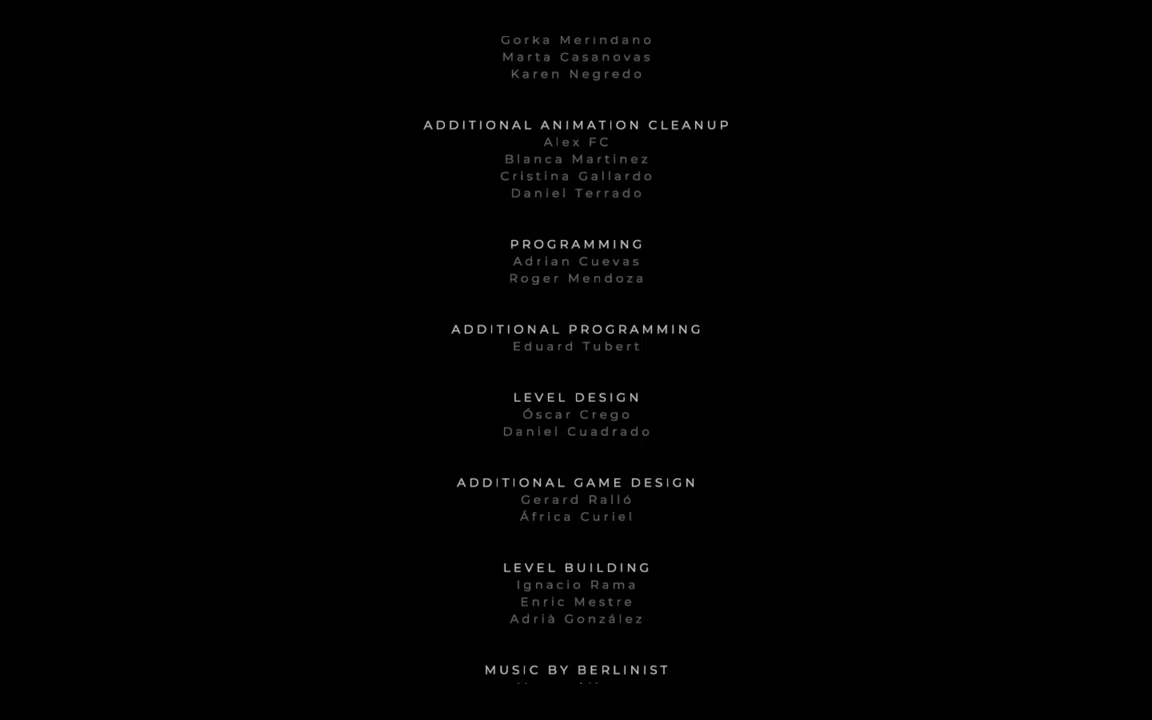 Gorka Merindano
Marta Casanovas
Karen Negredo
ADDITIONAL ANIMATION CLEANUP
Alex FC
Blanca Martinez
Cristina Gallardo
Daniel Terrado
PROGRAMMING
Adrian Cuevas
Roger Mendoza
ADDITIONAL PROGRAMMING
Eduard Tubert
LEVEL DESIGN
Óscar Crego
Daniel Cuadrado
ADDITIONAL GAME DESIGN
Gerard Ralló
África Curiel
LEVEL BUILDING
Ignacio Rama
Enric Mestre
Adrià González
MUSIC BY BERLINIST